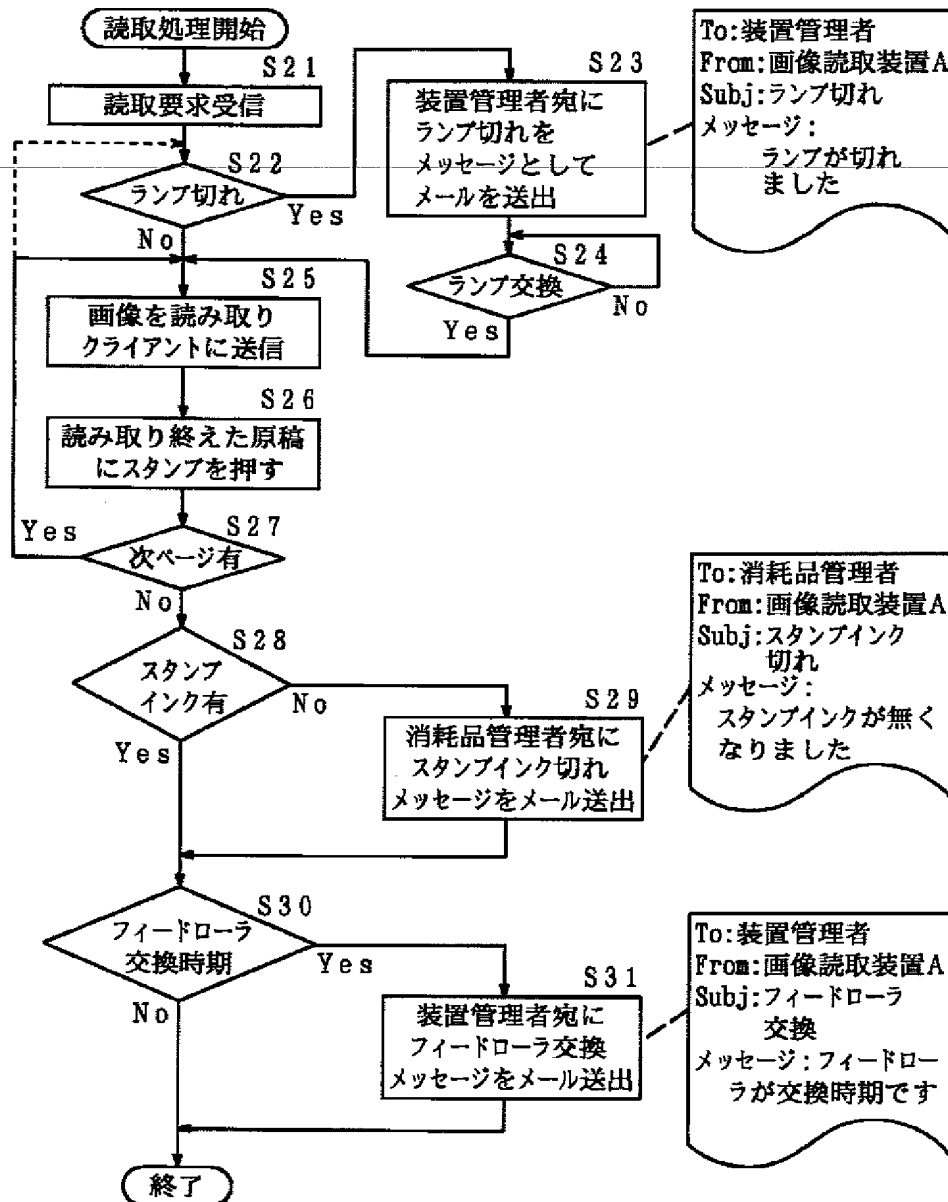 読取処理開始
S21
読取要求受信
S22
ランプ切れ
Yes
No
S23
装置管理者宛に
ランプ切れを
メッセージとして
メールを送出
To:装置管理者
From:画像読取装置A
Subj:ランプ切れ
メッセージ:
ランプが切れ
ました
S24
ランプ交換
No
Yes
S25
画像を読み取り
クライアントに送信
S26
読み取り終えた原稿
にスタンプを押す
S27
次ページ有
Yes
No
S28
スタンプ
インク有
No
Yes
S29
消耗品管理者宛に
スタンプインク切れ
メッセージをメール送出
To:消耗品管理者
From:画像読取装置A
Subj:スタンプインク
切れ
メッセージ:
スタンプインクが無く
なりました
S30
フィードローラ
交換時期
Yes
No
S31
装置管理者宛に
フィードローラ交換
メッセージをメール送出
To:装置管理者
From:画像読取装置A
Subj:フィードローラ
交換
メッセージ:フィードロー
ラが交換時期です
終了